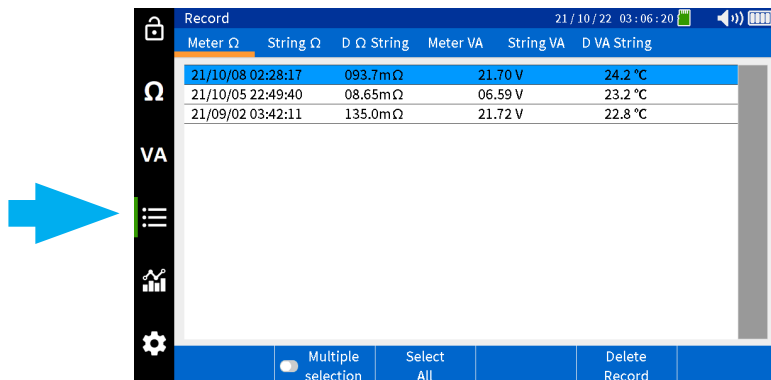 Record 21/10/22 03:06:20
Meter Ω String Ω D Ω String Meter VA String VA D VA String
21/10/08 02:28:17 093.7mΩ 21.70 V 24.2 ℃
21/10/05 22:49:40 08.65mΩ 06.59 V 23.2 ℃
21/09/02 03:42:11 135.0mΩ 21.72 V 22.8 ℃
Ω
VA
Multiple selection
Select All
Delete Record